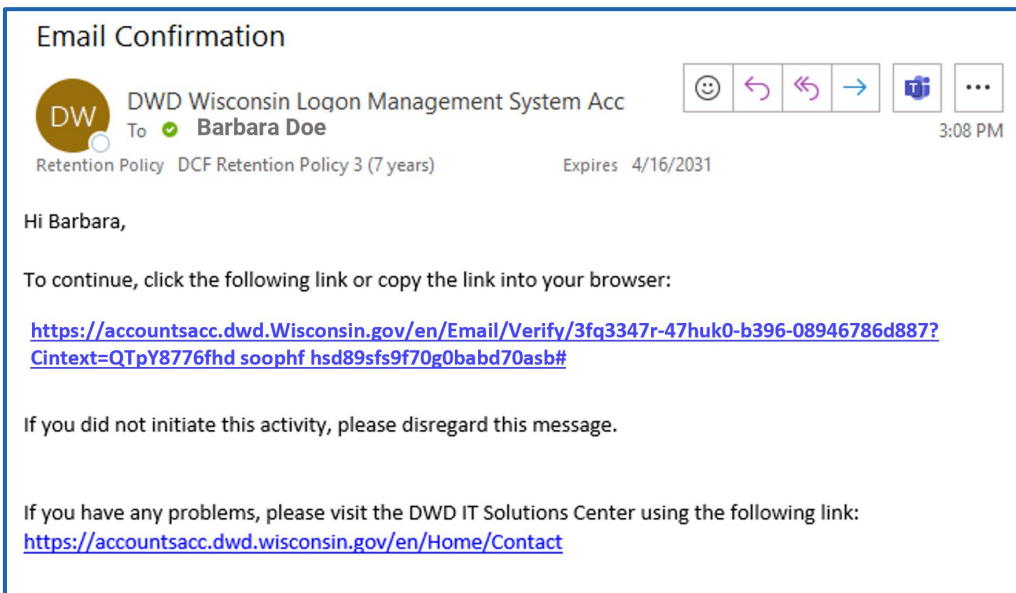 Email Confirmation
DW
DWD Wisconsin Logon Management System Acc
To Barbara Doe
3:08 PM
Retention Policy DCF Retention Policy 3 (7 years) Expires 4/16/2031
Hi Barbara,
To continue, click the following link or copy the link into your browser:
https://accountsacc.dwd.Wisconsin.gov/en/Email/Verify/3fq3347r-47huk0-b396-08946786d887?
Cintext=QTpY8776fhd soophf hsd89sfs9f70g0babd70asb#
If you did not initiate this activity, please disregard this message.
If you have any problems, please visit the DWD IT Solutions Center using the following link:
https://accountsacc.dwd.wisconsin.gov/en/Home/Contact